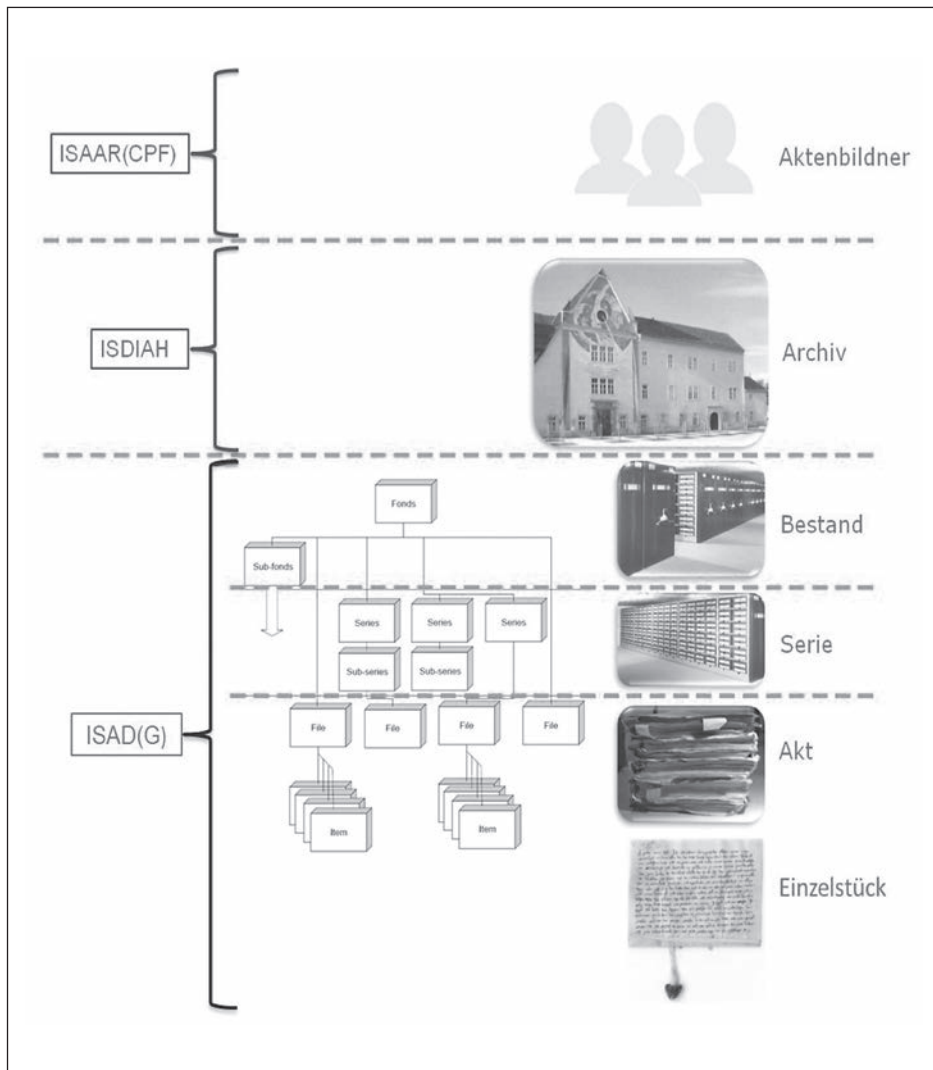 ISAAR(CPF)
Aktenbildner
ISDIAH
Archiv
Fonds
Bestand
Sub-fonds
Series
Series
Series
Serie
Sub-series
Sub-series
ISAD(G)
File
File
File
File
Akt
Item
Item
Einzelstück